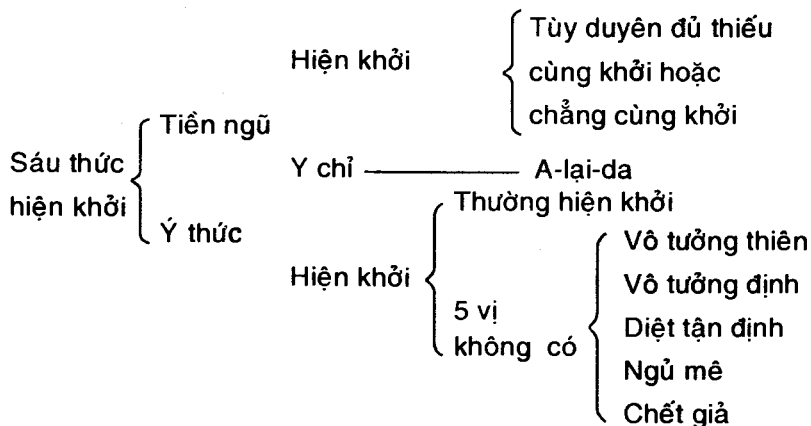 Hiện khởi
Tùy duyên đủ thiếu
cùng khởi hoặc
chẳng cùng khởi
Sáu thức
hiện khởi
Tiền ngũ
Ý thức
Y chỉ
A-lại-da
Hiện khởi
Thường hiện khởi
5 vị
không có
Vô tưởng thiên
Vô tưởng định
Diệt tận định
Ngủ mê
Chết giả